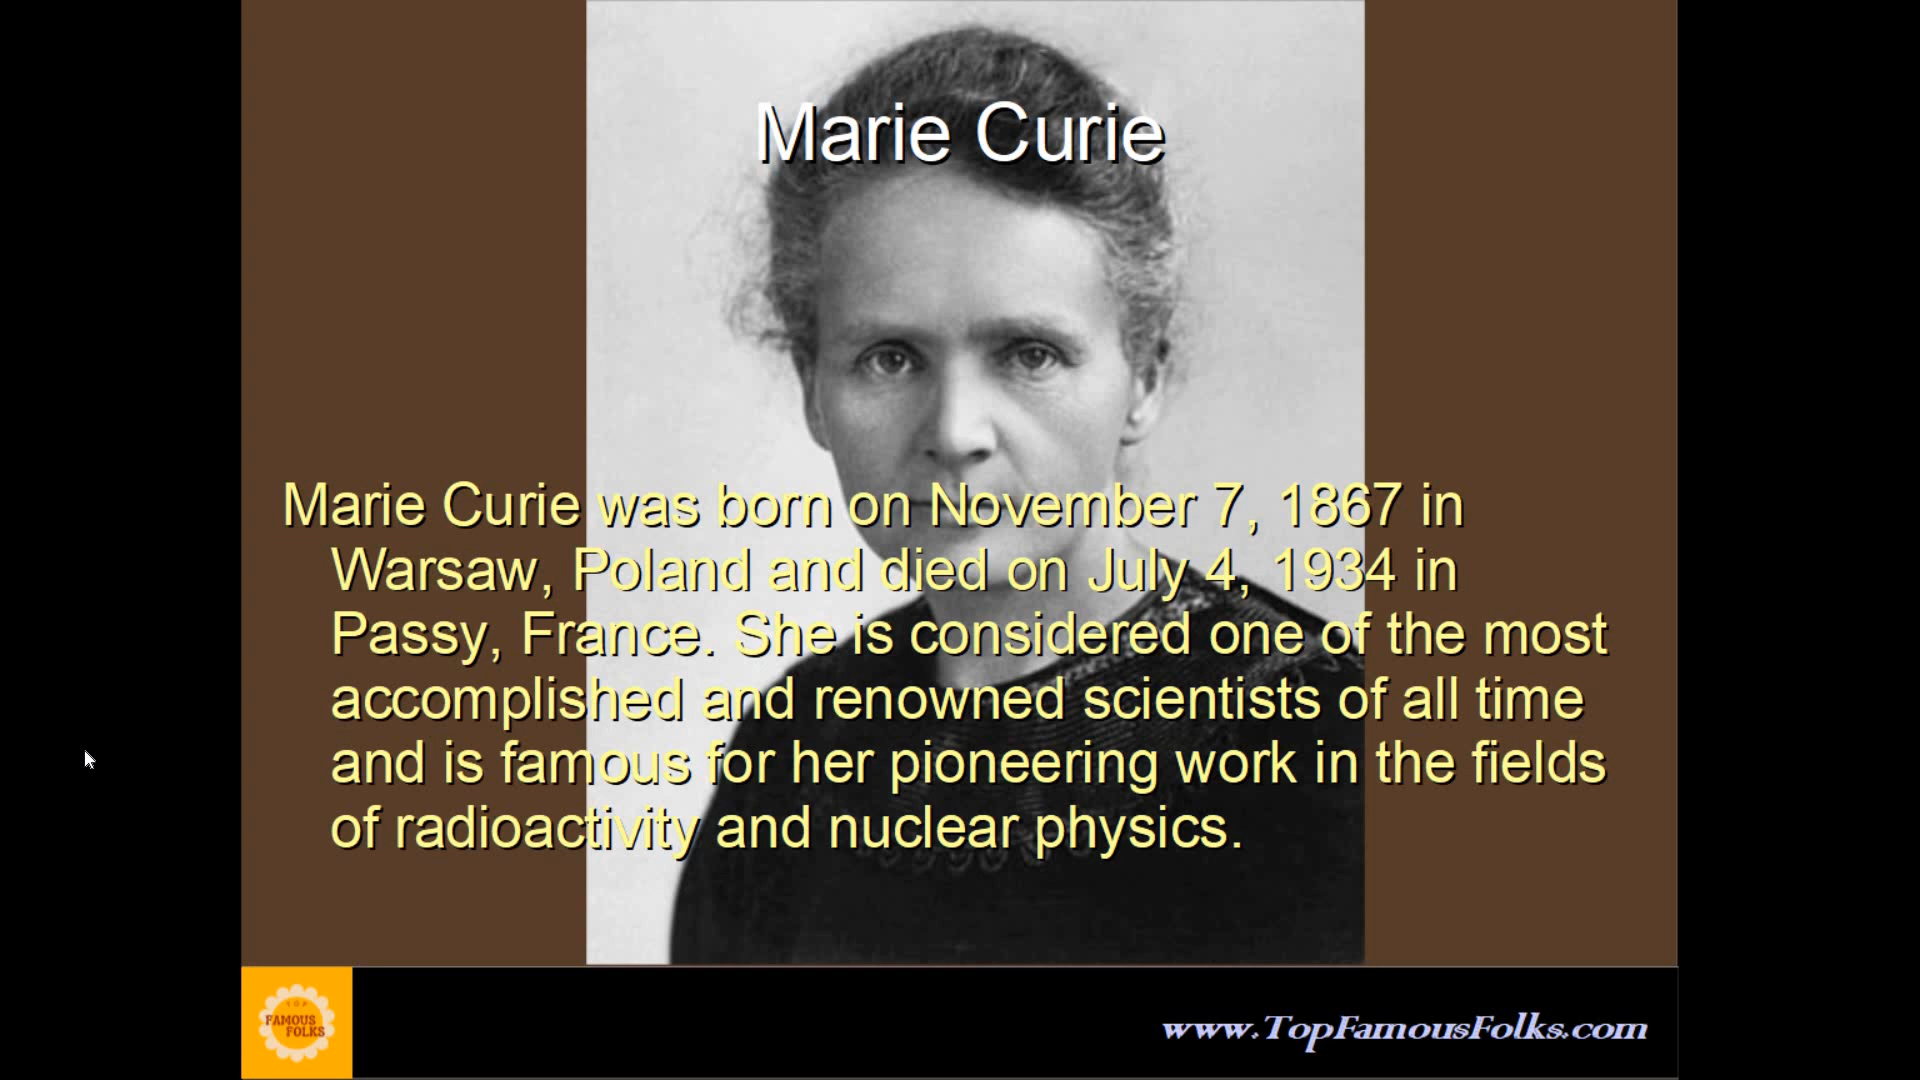 Marie Curie
Marie Curie was born on November 7, 1867 in
Warsaw, Poland and died on July 4, 1934 in
Passy, France. She is considered one of the most
accomplished and renowned scientists of all time
and is famous for her pioneering work in the fields
of radioactivity and nuclear physics.
TOP
FAMOUS
FOLKS
www.TopFamousFolks.com